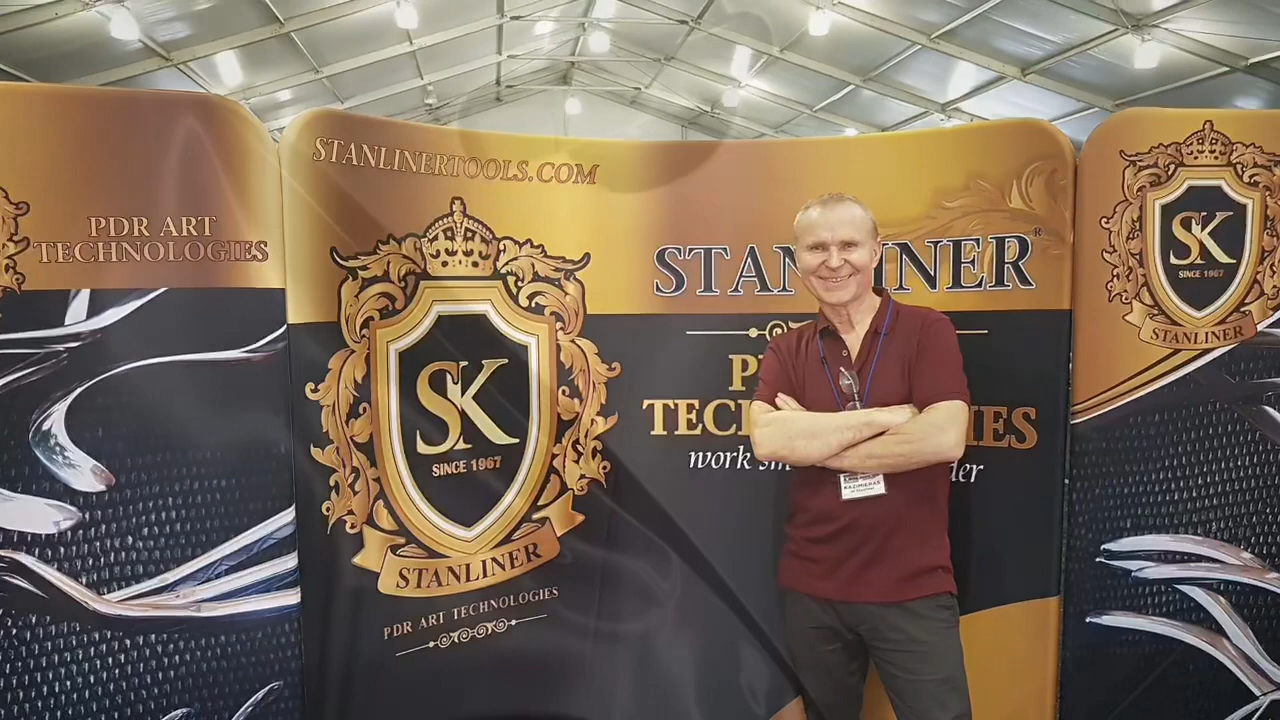 PDR ART
TECHNOLOGIES
STANLINERTOOLS.COM
SK
SINCE 1967
STANLINER
PDR ART TECHNOLOGIES
STAN INER®
P
TEC IES
work der
KAZIMIERAS
SK
SINCE 1967
STANLINER